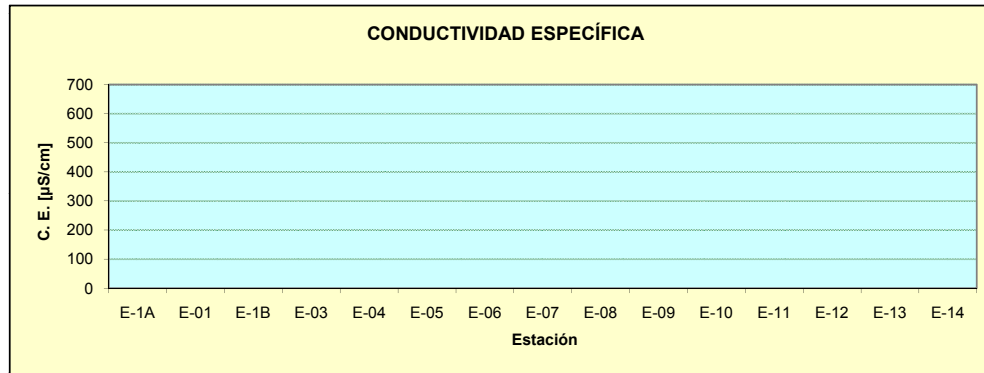 CONDUCTIVIDAD ESPECÍFICA
700
600
500
400
300
200
100
0
C. E. [µS/cm]
E-1A E-01 E-1B E-03 E-04 E-05 E-06 E-07 E-08 E-09 E-10 E-11 E-12 E-13 E-14
Estación